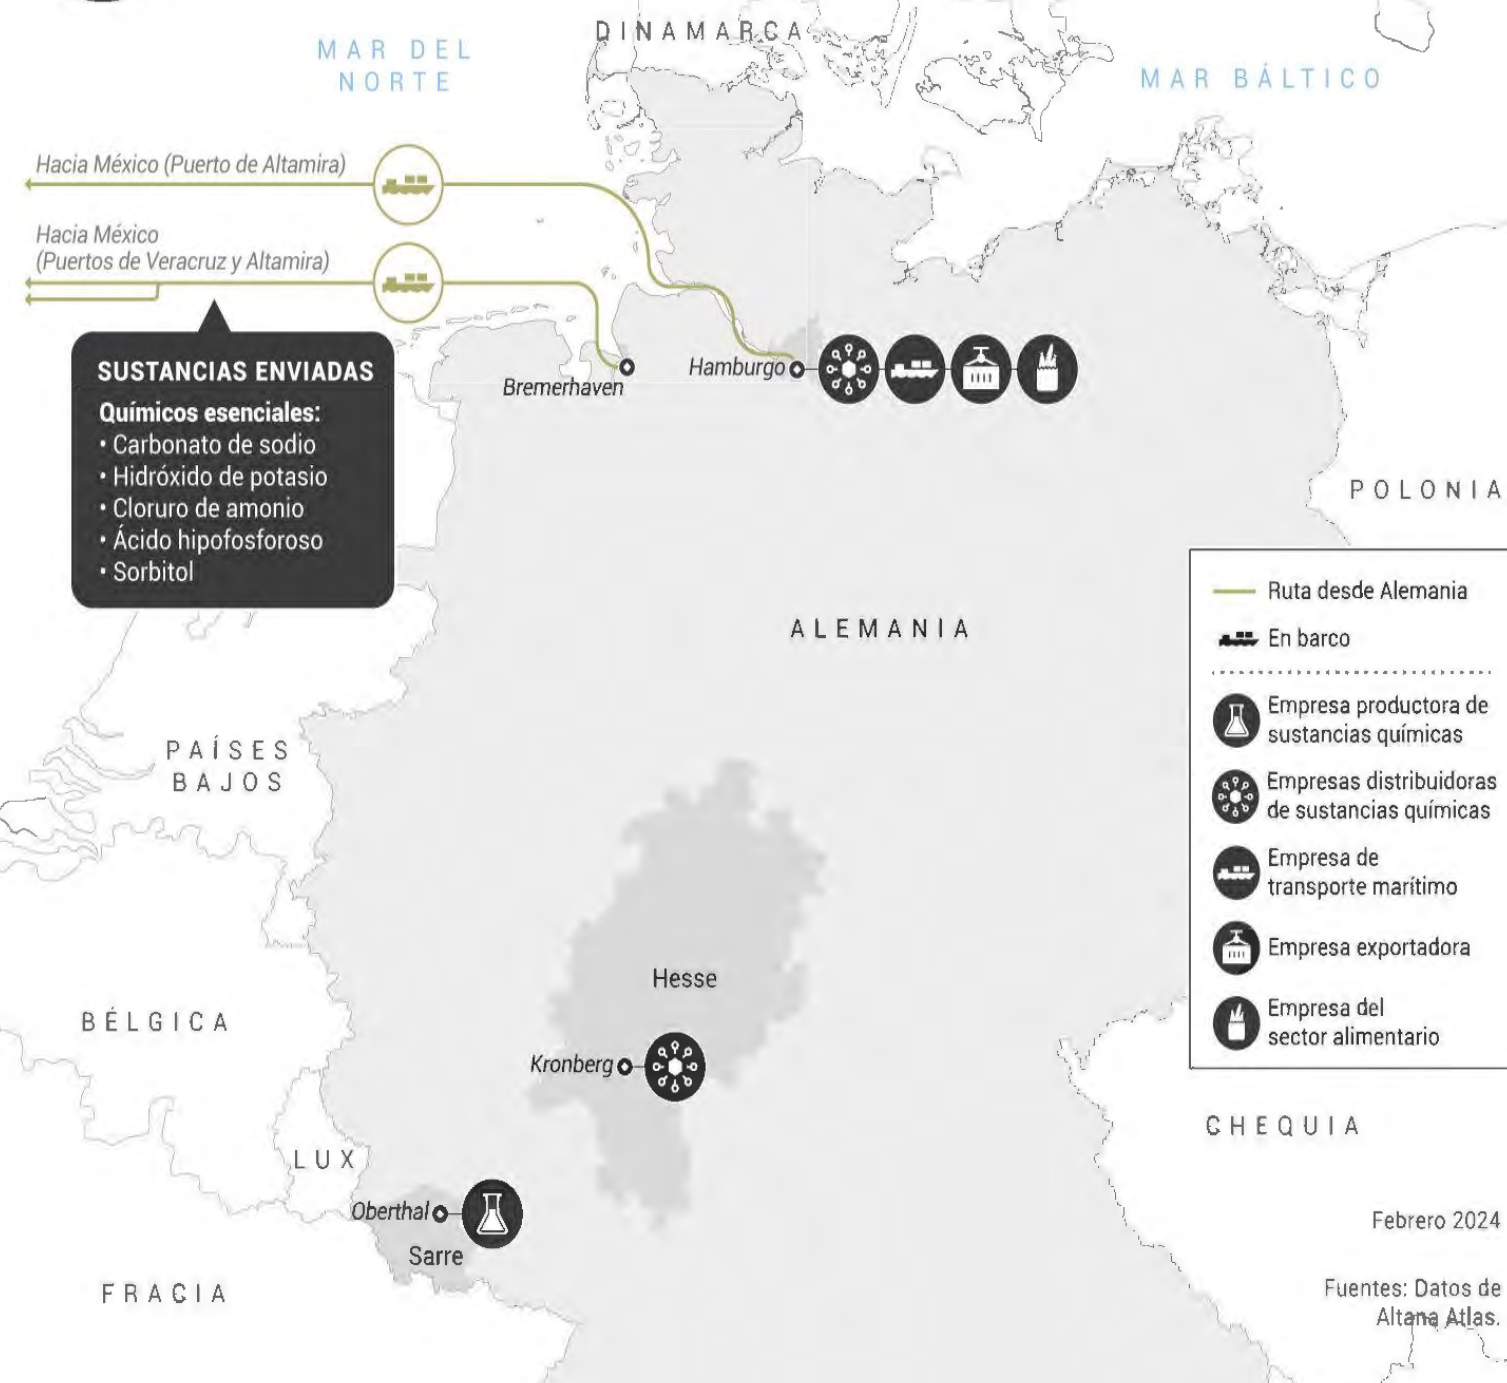 DINAMARCA
MAR DEL
NORTE
MAR BÁLTICO
Hacia México (Puerto de Altamira)
Hacia México
(Puertos de Veracruz y Altamira)
SUSTANCIAS ENVIADAS
Químicos esenciales:
• Carbonato de sodio
• Hidróxido de potasio
• Cloruro de amonio
• Ácido hipofosforoso
• Sorbitol
Bremerhaven
Hamburgo
POLONIA
ALEMANIA
Ruta desde Alemania
En barco
Empresa productora de
sustancias químicas
Empresas distribuidoras
de sustancias químicas
Empresa de
transporte marítimo
Empresa exportadora
Empresa del
sector alimentario
PAÍSES
BAJOS
Hesse
BÉLGICA
Kronberg
CHEQUIA
LUX
Oberthal
Sarre
FRACIA
Febrero 2024
Fuentes: Datos de
Altana Atlas.